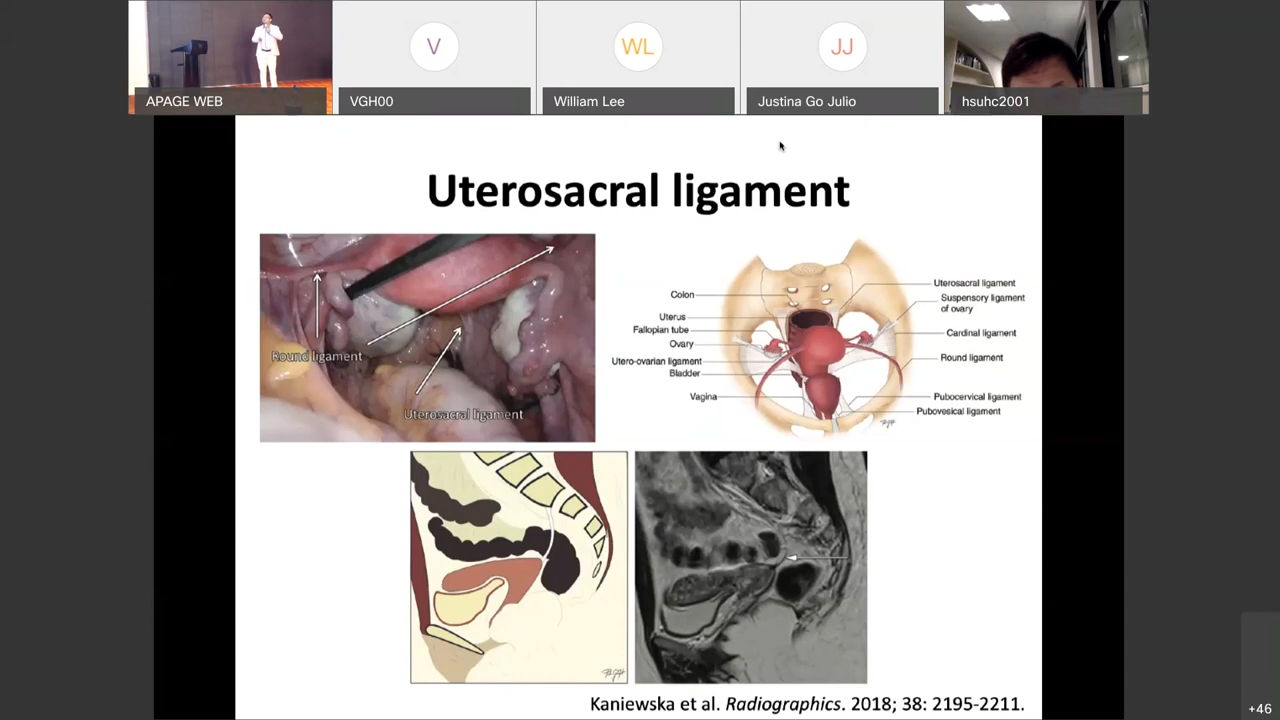 V
WL
JJ
APAGE WEB
VGH00
William Lee
Justina Go Julio
hsuhc2001
Uterosacral ligament
Round ligament
Uterosacral ligament
Colon
Uterus
Fallopian tube
Ovary
Utero-ovarian ligament
Bladder
Vagina
Uterosacral ligament
Suspensory ligament
of ovary
Cardinal ligament
Round ligament
Pubocervical ligament
Pubovesical ligament
Kaniewska et al. Radiographics. 2018; 38: 2195-2211.
+46